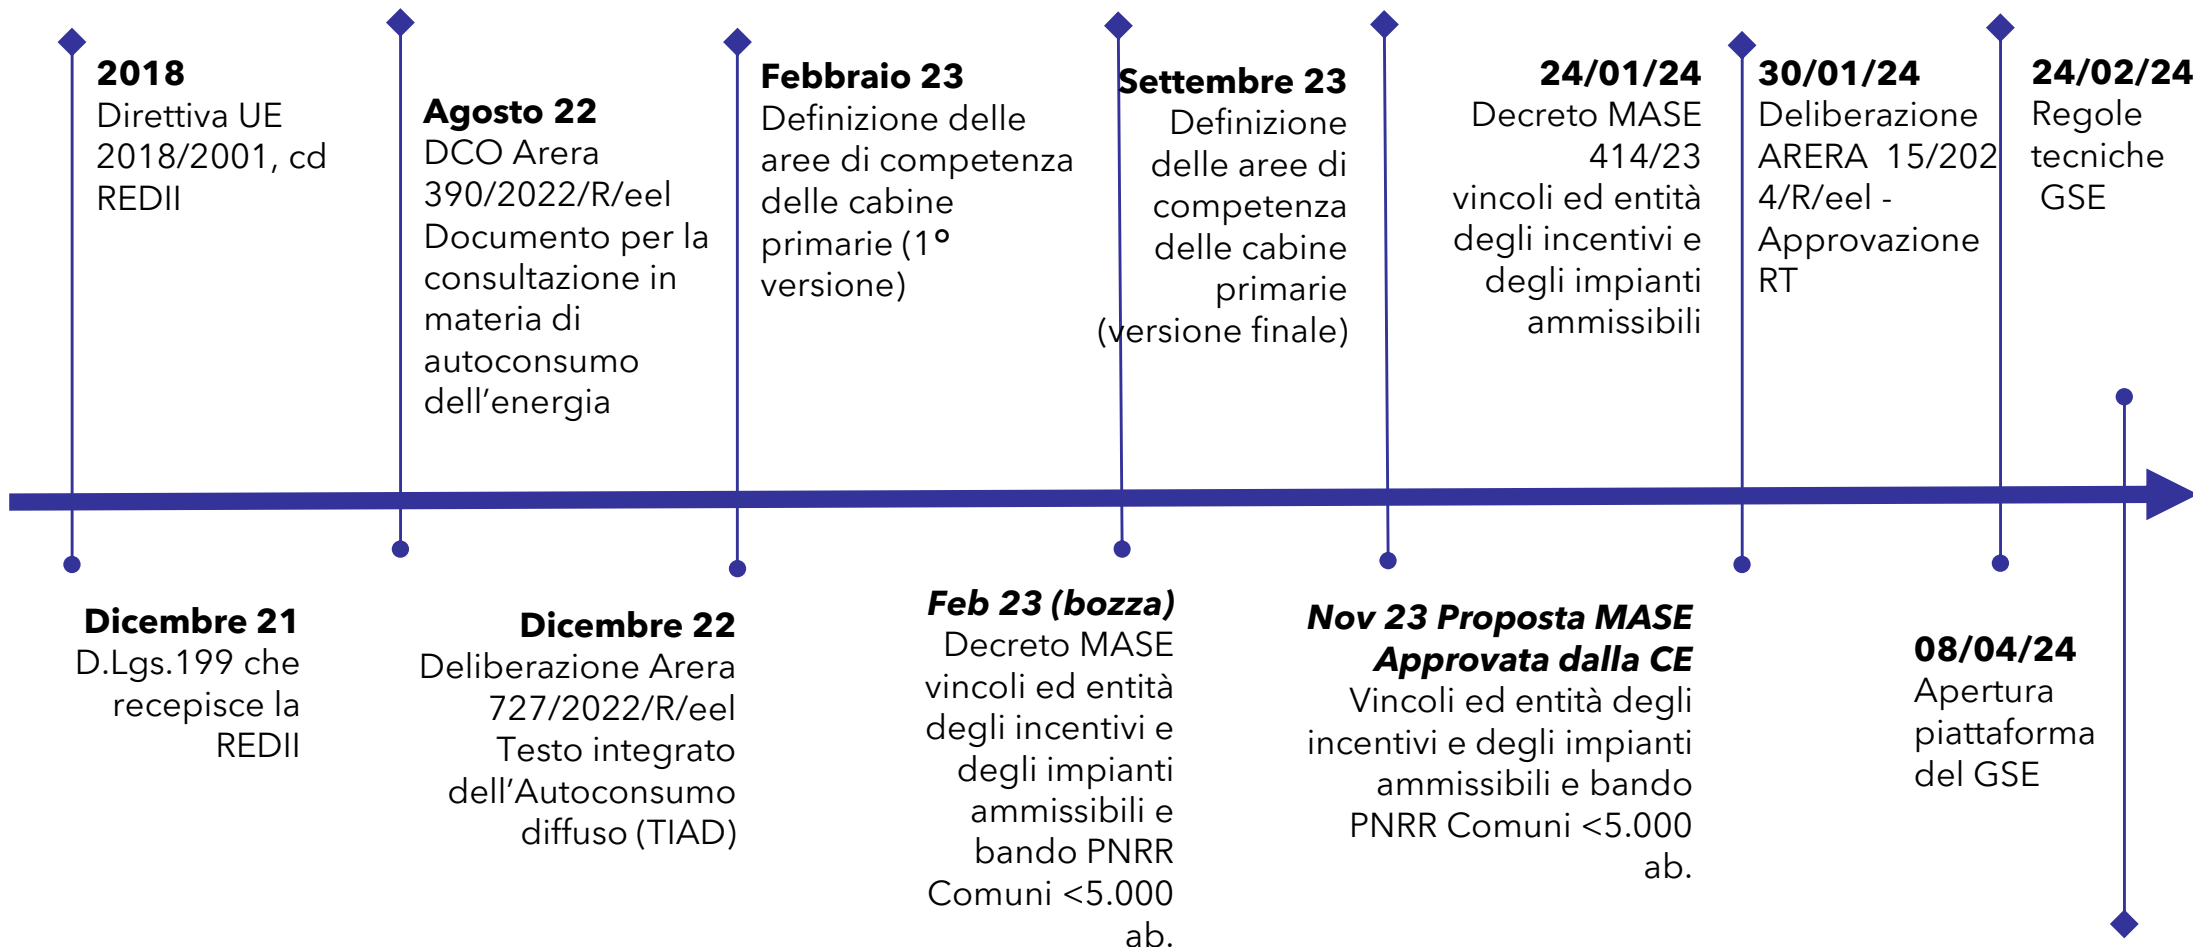 2018
Direttiva UE
2018/2001, cd
REDII
Agosto 22
DCO Arera
390/2022/R/eel
Documento per la
consultazione in
materia di
autoconsumo
dell’energia
Febbraio 23
Definizione delle
aree di competenza
delle cabine
primarie (1°
versione)
Settembre 23
Definizione
delle aree di
competenza
delle cabine
primarie
(versione finale)
24/01/24
Decreto MASE
414/23
vincoli ed entità
degli incentivi e
degli impianti
ammissibili
30/01/24
Deliberazione
ARERA 15/202
4/R/eel -
Approvazione
RT
24/02/24
Regole
tecniche
GSE
Dicembre 21
D.Lgs.199 che
recepisce la
REDII
Dicembre 22
Deliberazione Arera
727/2022/R/eel
Testo integrato
dell’Autoconsumo
diffuso (TIAD)
Feb 23 (bozza)
Decreto MASE
vincoli ed entità
degli incentivi e
degli impianti
ammissibili e
bando PNRR
Comuni <5.000
ab.
Nov 23 Proposta MASE
Approvata dalla CE
Vincoli ed entità degli
incentivi e degli impianti
ammissibili e bando
PNRR Comuni <5.000
ab.
08/04/24
Apertura
piattaforma
del GSE